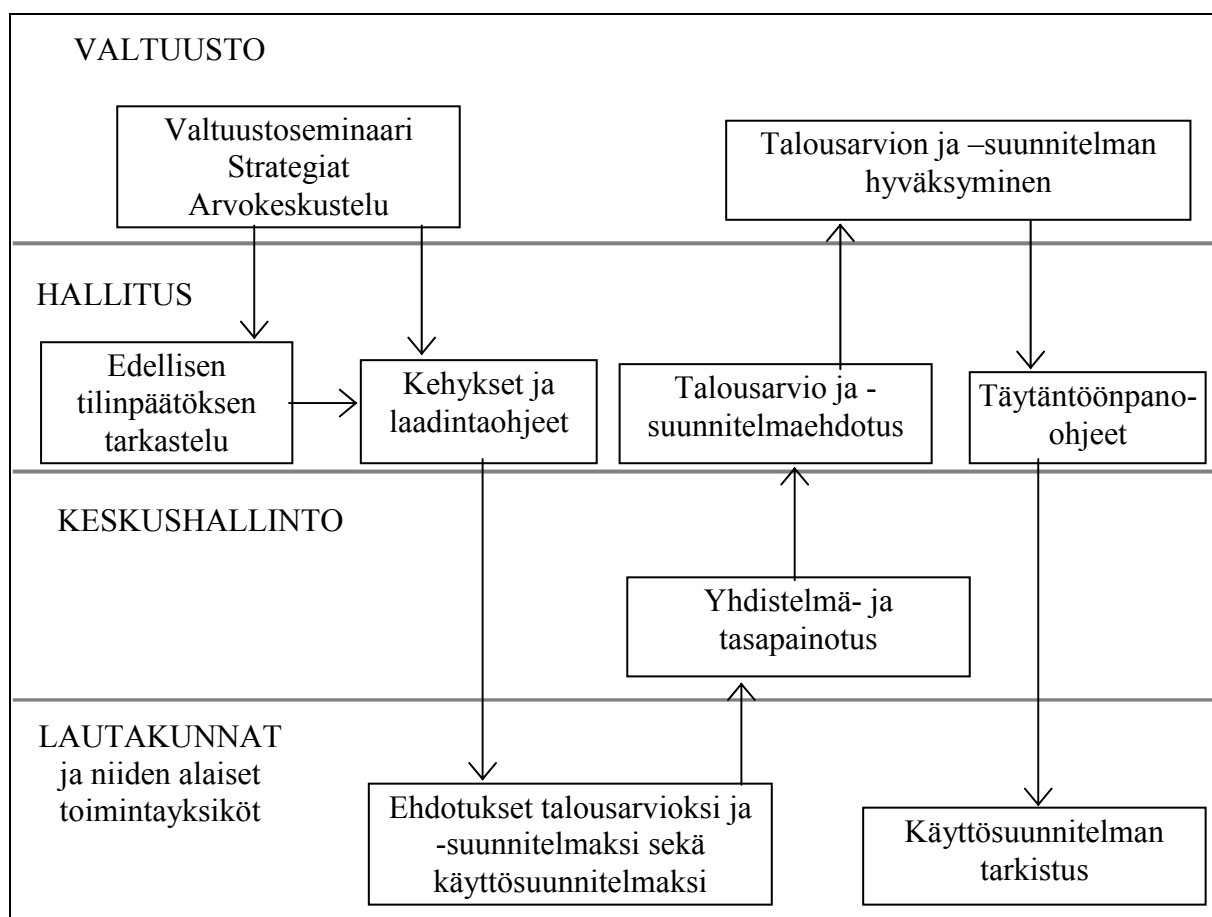 VALTUUSTO
Valtuustoseminaari
Strategiat
Arvokeskustelu
Talousarvion ja –suunnitelman
hyväksyminen
HALLITUS
Edellisen
tilinpäätöksen
tarkastelu
Kehykset ja
laadintaohjeet
Talousarvio ja -
suunnitelmaehdotus
Täytäntöönpano-
ohjeet
KESKUSHALLINTO
Yhdistelmä- ja
tasapainotus
LAUTAKUNNAT
ja niiden alaiset
toimintayksiköt
Ehdotukset talousarvioksi ja
-suunnitelmaksi sekä
käyttösuunnitelmaksi
Käyttösuunnitelman
tarkistus